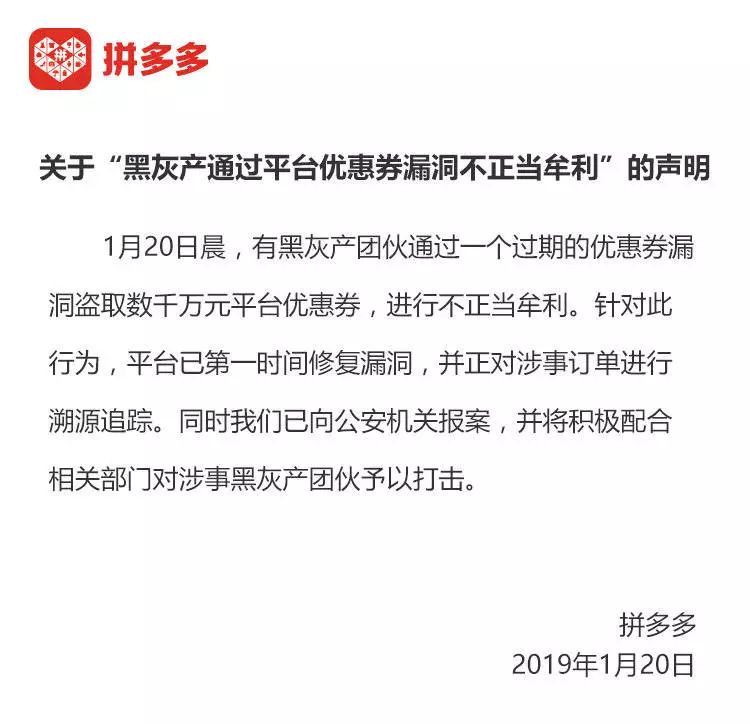 拼
拼多多
关于“黑灰产通过平台优惠券漏洞不正当牟利”的声明
1月20日晨，有黑灰产团伙通过一个过期的优惠券漏
洞盗取数千万元平台优惠券，进行不正当牟利。针对此
行为，平台已第一时间修复漏洞，并正对涉事订单进行
溯源追踪。同时我们已向公安机关报案，并将积极配合
相关部门对涉事黑灰产团伙予以打击。
拼多多
2019年1月20日